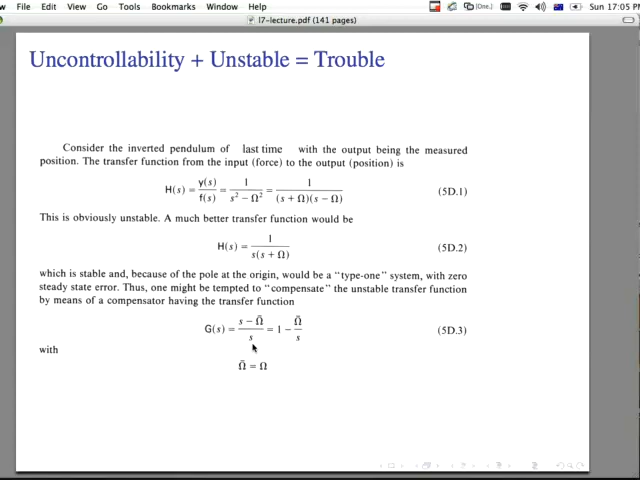 w File Edit View Go Tools Bookmarks Window Help (One.) Sun 17:05 PM
l7-lecture.pdf (141 pages)
Uncontrollability + Unstable = Trouble
Consider the inverted pendulum of last time with the output being the measured
position. The transfer function from the input (force) to the output (position) is
H(s) = y(s)/f(s) = 1/(s² − Ω²) = 1/((s + Ω)(s − Ω)) (5D.1)
This is obviously unstable. A much better transfer function would be
H(s) = 1/(s(s + Ω)) (5D.2)
which is stable and, because of the pole at the origin, would be a "type-one" system, with zero
steady state error. Thus, one might be tempted to "compensate" the unstable transfer function
by means of a compensator having the transfer function
G(s) = (s − Ω̄)/s = 1 − Ω̄/s (5D.3)
with
Ω̄ = Ω